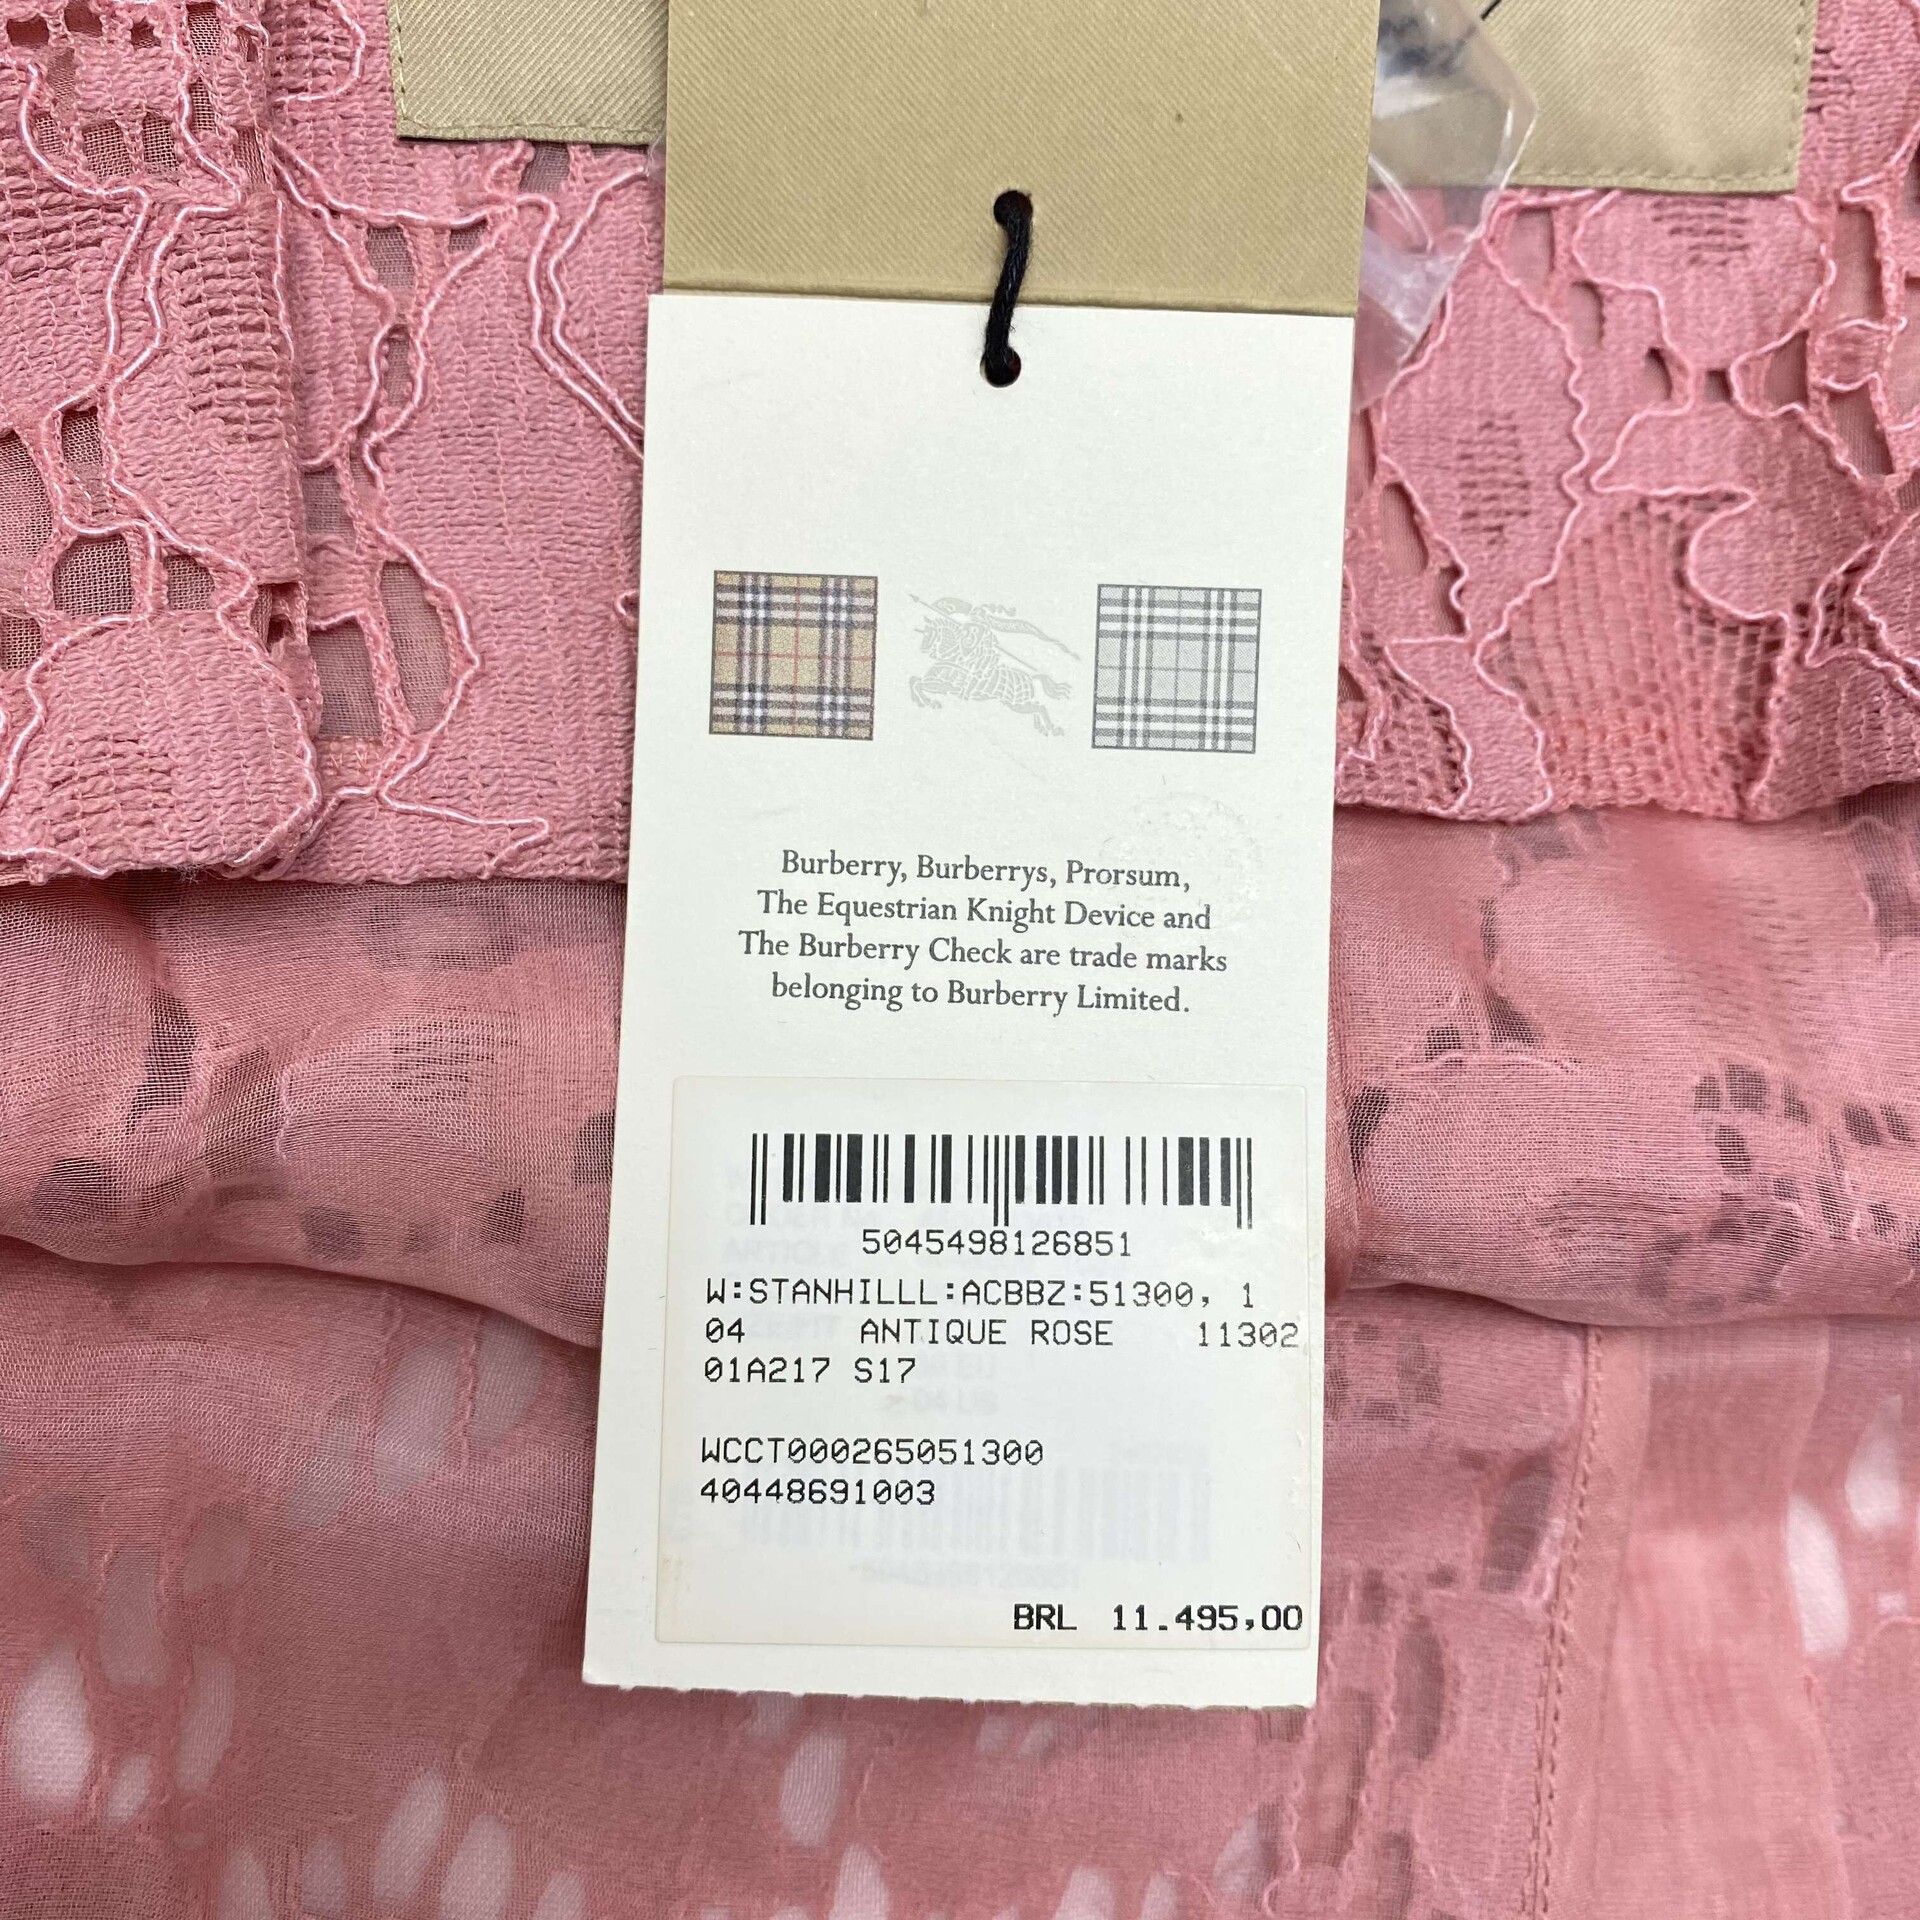 Burberry, Burberrys, Prorsum,
The Equestrian Knight Device and
The Burberry Check are trade marks
belonging to Burberry Limited.
5045498126851
W:STANHILLL:ACBBZ:51300, 1
04 ANTIQUE ROSE 11302
01A217 S17
WCCT000265051300
40448691003
BRL 11.495,00